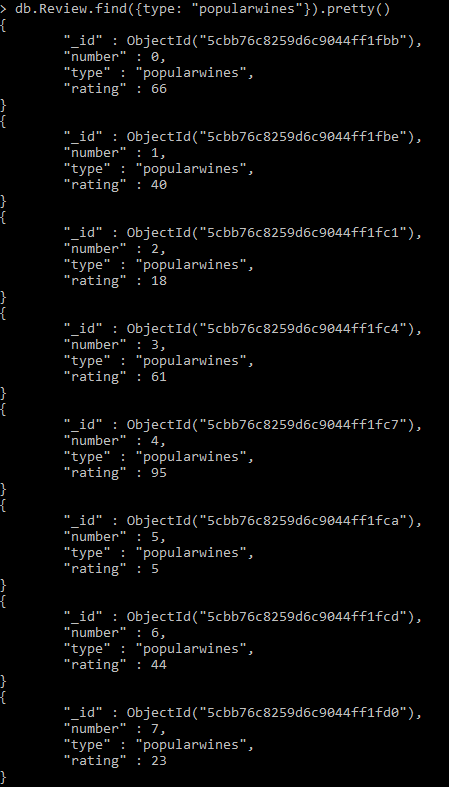 > db.Review.find({type: "popularwines"}).pretty()
{
        "_id" : ObjectId("5cbb76c8259d6c9044ff1fbb"),
        "number" : 0,
        "type" : "popularwines",
        "rating" : 66
}
{
        "_id" : ObjectId("5cbb76c8259d6c9044ff1fbe"),
        "number" : 1,
        "type" : "popularwines",
        "rating" : 40
}
{
        "_id" : ObjectId("5cbb76c8259d6c9044ff1fc1"),
        "number" : 2,
        "type" : "popularwines",
        "rating" : 18
}
{
        "_id" : ObjectId("5cbb76c8259d6c9044ff1fc4"),
        "number" : 3,
        "type" : "popularwines",
        "rating" : 61
}
{
        "_id" : ObjectId("5cbb76c8259d6c9044ff1fc7"),
        "number" : 4,
        "type" : "popularwines",
        "rating" : 95
}
{
        "_id" : ObjectId("5cbb76c8259d6c9044ff1fca"),
        "number" : 5,
        "type" : "popularwines",
        "rating" : 5
}
{
        "_id" : ObjectId("5cbb76c8259d6c9044ff1fcd"),
        "number" : 6,
        "type" : "popularwines",
        "rating" : 44
}
{
        "_id" : ObjectId("5cbb76c8259d6c9044ff1fd0"),
        "number" : 7,
        "type" : "popularwines",
        "rating" : 23
}